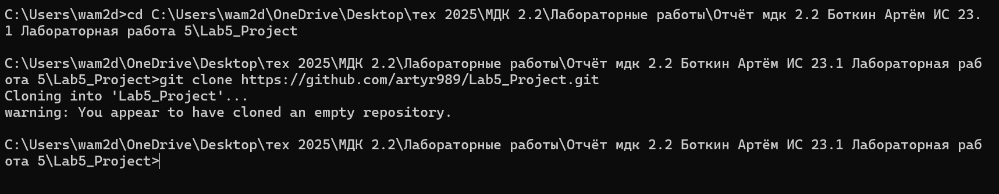 C:\Users\wam2d>cd C:\Users\wam2d\OneDrive\Desktop\тех 2025\МДК 2.2\Лабораторные работы\Отчёт мдк 2.2 Боткин Артём ИС 23.
1 Лабораторная работа 5\Lab5_Project
C:\Users\wam2d\OneDrive\Desktop\тех 2025\МДК 2.2\Лабораторные работы\Отчёт мдк 2.2 Боткин Артём ИС 23.1 Лабораторная раб
ота 5\Lab5_Project>git clone https://github.com/artyr989/Lab5_Project.git
Cloning into 'Lab5_Project'...
warning: You appear to have cloned an empty repository.
C:\Users\wam2d\OneDrive\Desktop\тех 2025\МДК 2.2\Лабораторные работы\Отчёт мдк 2.2 Боткин Артём ИС 23.1 Лабораторная раб
ота 5\Lab5_Project>